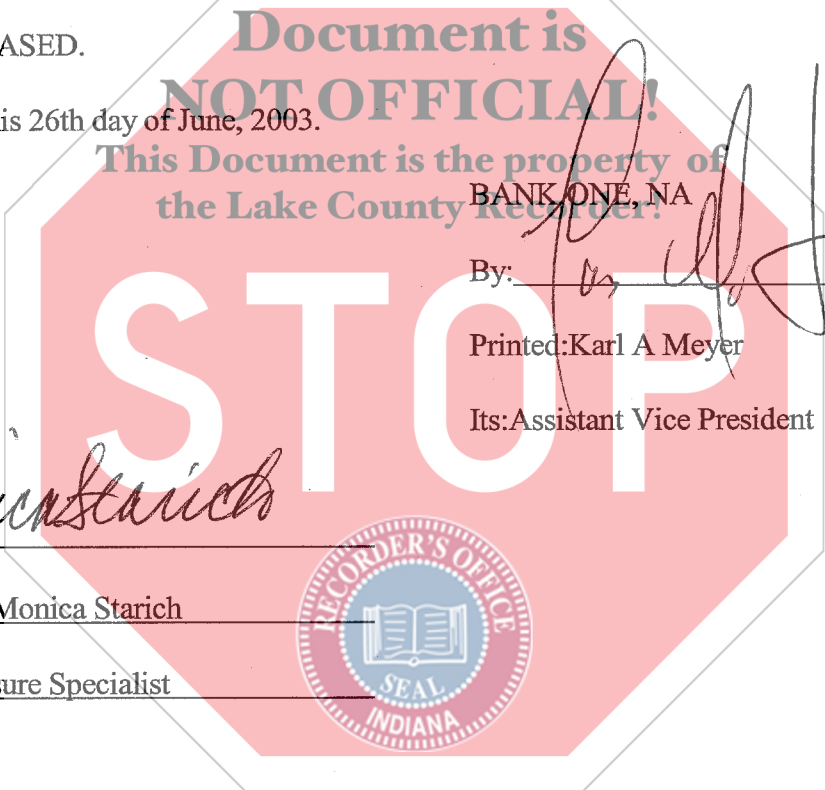 Document is
ASED.
NOT OFFICIAL!
is 26th day of June, 2003.
This Document is the property of
the Lake County Recorder!
BANK ONE, NA
By:
Printed:Karl A Meyer
STOP
Its:Assistant Vice President
Starich
Monica Starich
sure Specialist
RECORDER'S OFFICE
SEAL
INDIANA